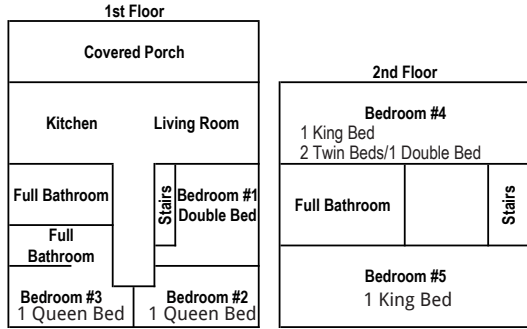 1st Floor
Covered Porch
Kitchen
Living Room
Full Bathroom
Stairs
Bedroom #1
Double Bed
Full
Bathroom
Bedroom #3
1 Queen Bed
Bedroom #2
1 Queen Bed
2nd Floor
Bedroom #4
1 King Bed
2 Twin Beds/1 Double Bed
Full Bathroom
Stairs
Bedroom #5
1 King Bed